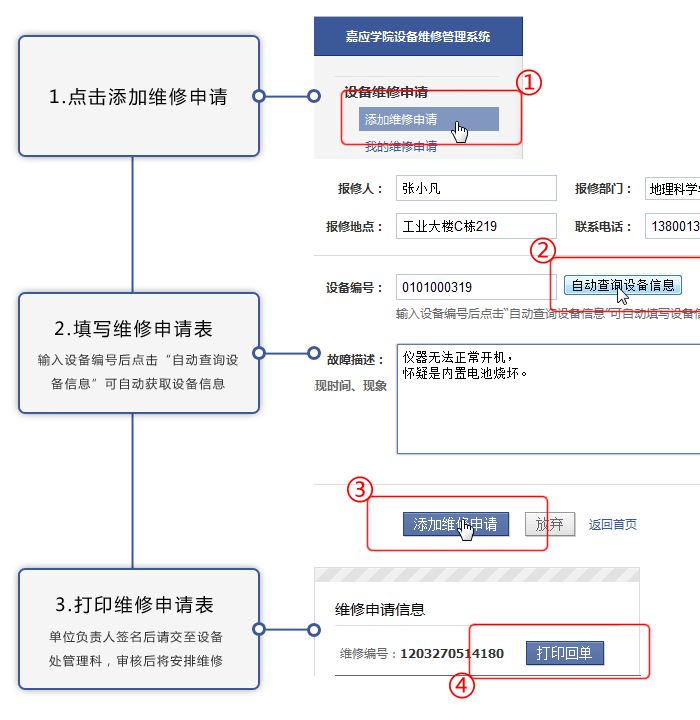 1.点击添加维修申请
嘉应学院设备维修管理系统
设备维修申请
①
添加维修申请
我的维修申请
报修人： 张小凡 报修部门： 地理科学
报修地点： 工业大楼C栋219 联系电话： 1380013
②
设备编号： 0101000319 自动查询设备信息
输入设备编号后点击“自动查询设备信息”可自动填写设备信
2.填写维修申请表
输入设备编号后点击“自动查询设
备信息”可自动获取设备信息
故障描述：
现时间、现象
仪器无法正常开机，
怀疑是内置电池烧坏。
③
添加维修申请 放弃 返回首页
3.打印维修申请表
单位负责人签名后请交至设备
处管理科，审核后将安排维修
维修申请信息
维修编号：1203270514180 打印回单
④